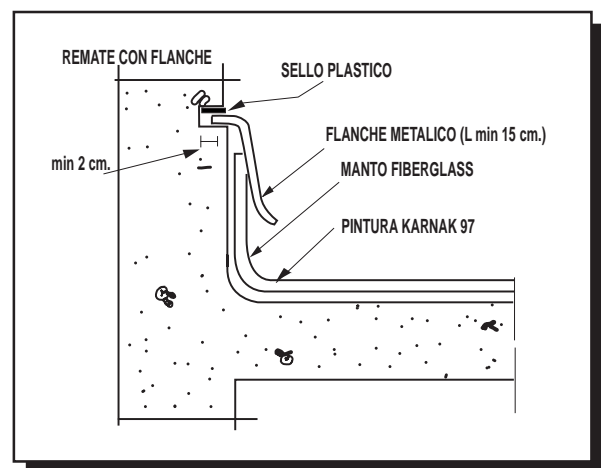 REMATE CON FLANCHE
SELLO PLASTICO
FLANCHE METALICO (L min 15 cm.)
min 2 cm.
MANTO FIBERGLASS
PINTURA KARNAK 97